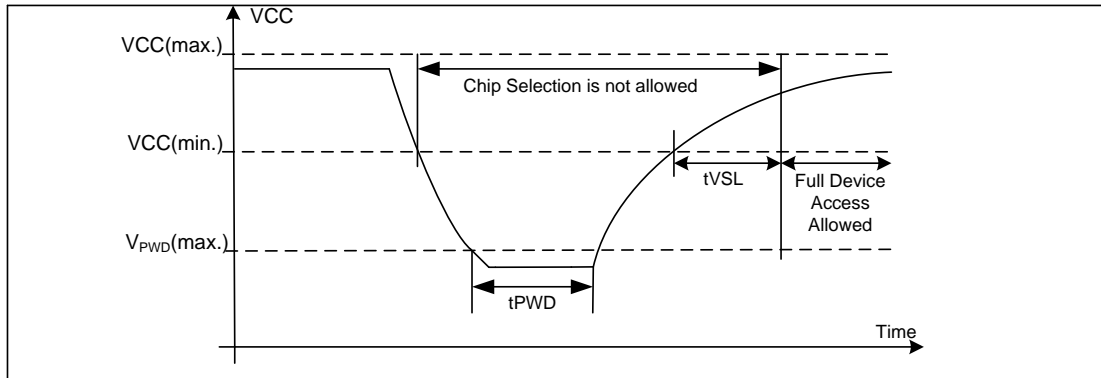 VCC
VCC(max.)
Chip Selection is not allowed
VCC(min.)
tVSL
Full Device
Access
Allowed
VPWD(max.)
tPWD
Time